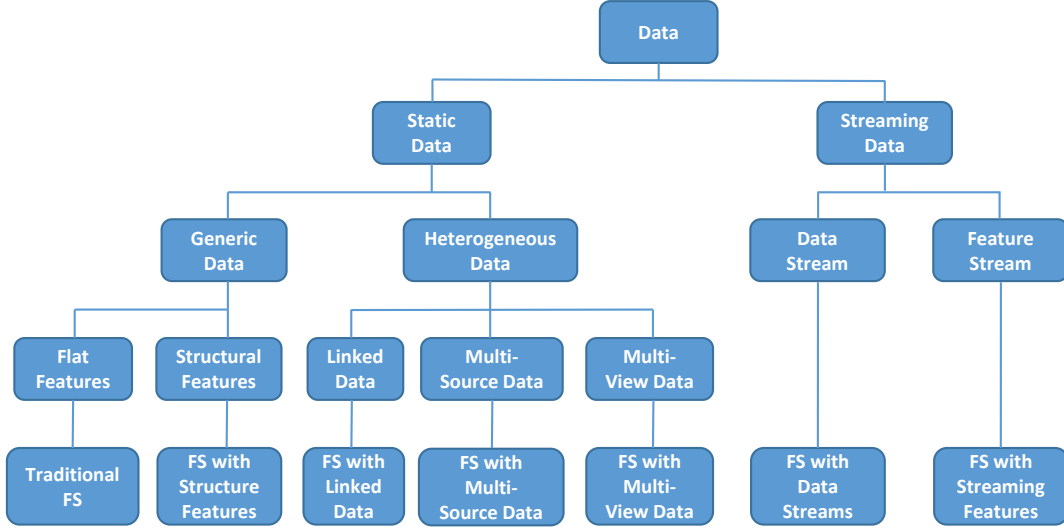 Data
Static
Data
Streaming
Data
Generic
Data
Heterogeneous
Data
Data
Stream
Feature
Stream
Flat
Features
Structural
Features
Linked
Data
Multi-
Source Data
Multi-
View Data
Traditional
FS
FS with
Structure
Features
FS with
Linked
Data
FS with
Multi-
Source Data
FS with
Multi-
View Data
FS with
Data
Streams
FS with
Streaming
Features